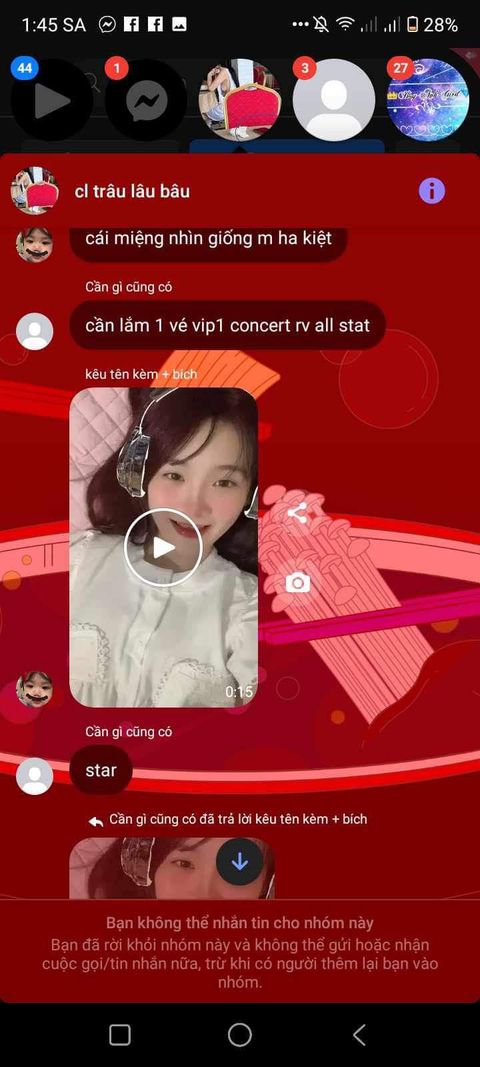 1:45 SA
28%
44
1
3
27
cl trâu lâu bâu
cái miệng nhìn giống m ha kiệt
Cần gì cũng có
cần lắm 1 vé vip1 concert rv all stat
kêu tên kèm + bích
0:15
Cần gì cũng có
star
Cần gì cũng có đã trả lời kêu tên kèm + bích
Bạn không thể nhắn tin cho nhóm này
Bạn đã rời khỏi nhóm này và không thể gửi hoặc nhận
cuộc gọi/tin nhắn nữa, trừ khi có người thêm lại bạn vào
nhóm.